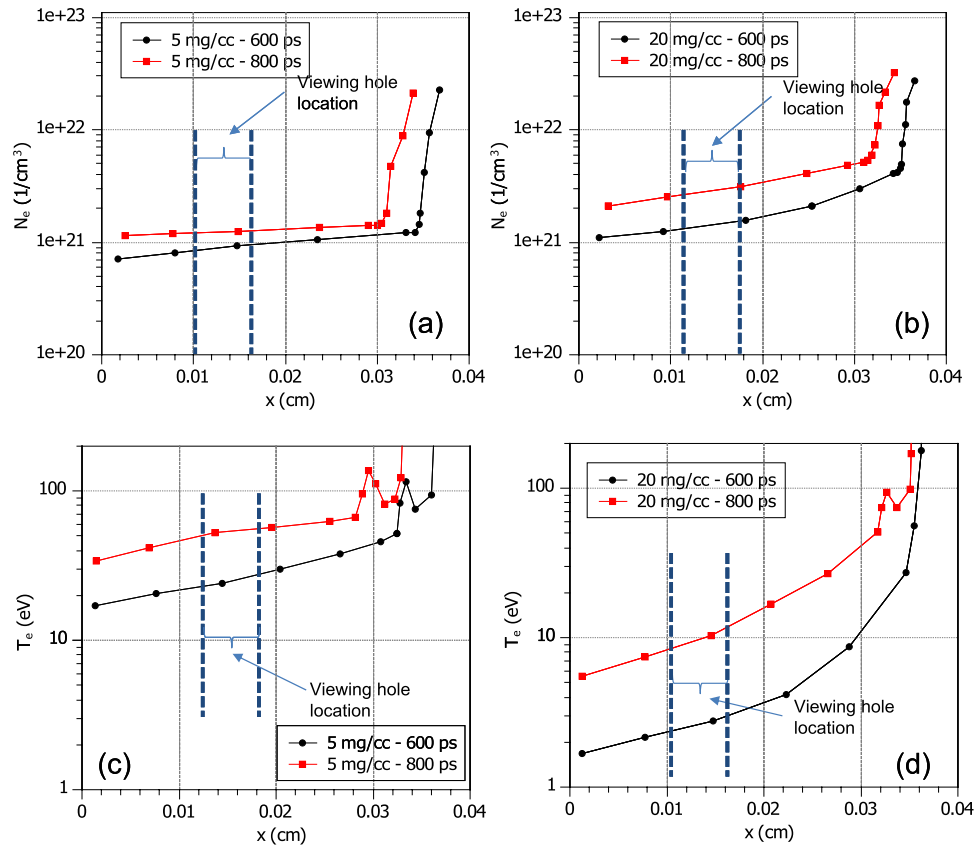 1e+23
5 mg/cc - 600 ps
5 mg/cc - 800 ps
Viewing hole
location
1e+22
N_e (1/cm³)
1e+21
(a)
1e+20
0
0.01
0.02
0.03
0.04
x (cm)
1e+23
20 mg/cc - 600 ps
20 mg/cc - 800 ps
Viewing hole
location
1e+22
N_e (1/cm³)
1e+21
(b)
1e+20
0
0.01
0.02
0.03
0.04
x (cm)
100
T_e (eV)
10
Viewing hole
location
5 mg/cc - 600 ps
5 mg/cc - 800 ps
(c)
1
0
0.01
0.02
0.03
0.04
x (cm)
20 mg/cc - 600 ps
20 mg/cc - 800 ps
100
T_e (eV)
10
Viewing hole
location
(d)
1
0
0.01
0.02
0.03
0.04
x (cm)